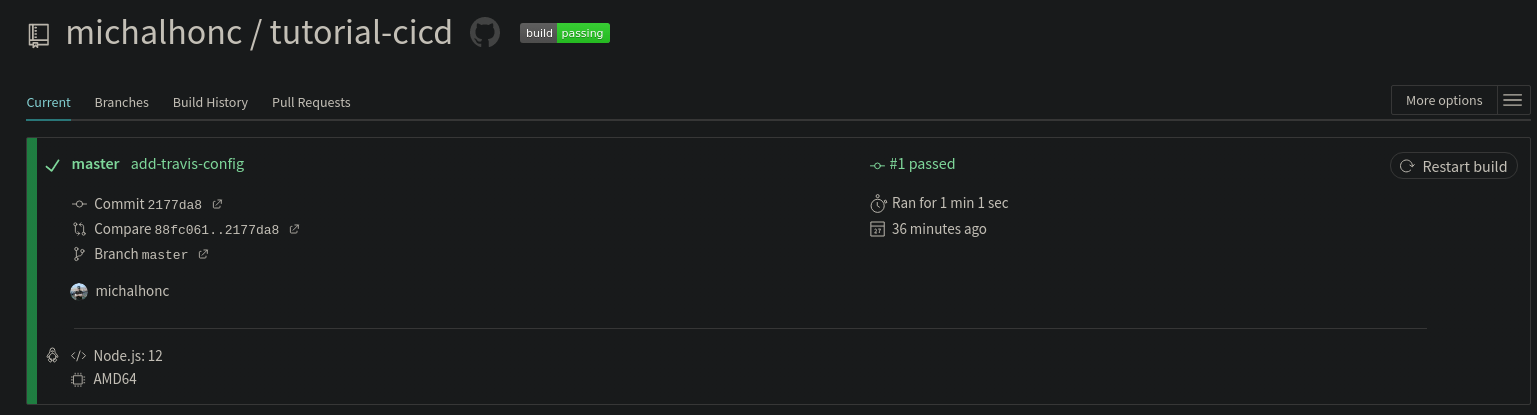 michalhonc / tutorial-cicd build passing
Current Branches Build History Pull Requests More options
master add-travis-config #1 passed Restart build
Commit 2177da8 Ran for 1 min 1 sec
Compare 88fc061..2177da8 36 minutes ago
Branch master
michalhonc
</> Node.js: 12
AMD64